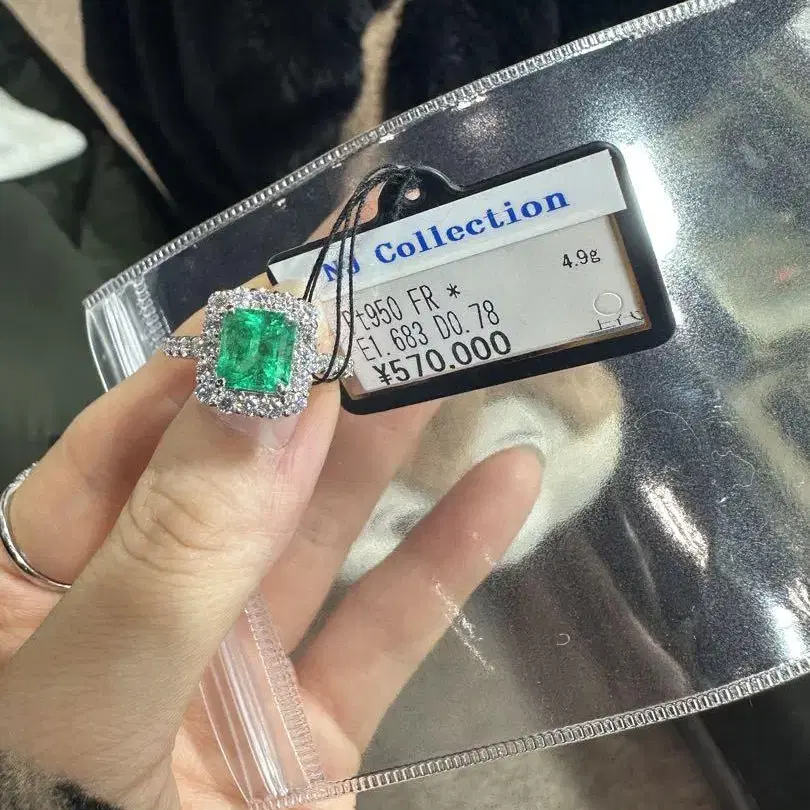 NJ Collection
4.9g
Pt950 FR *
E1.683 D0.78
¥570.000